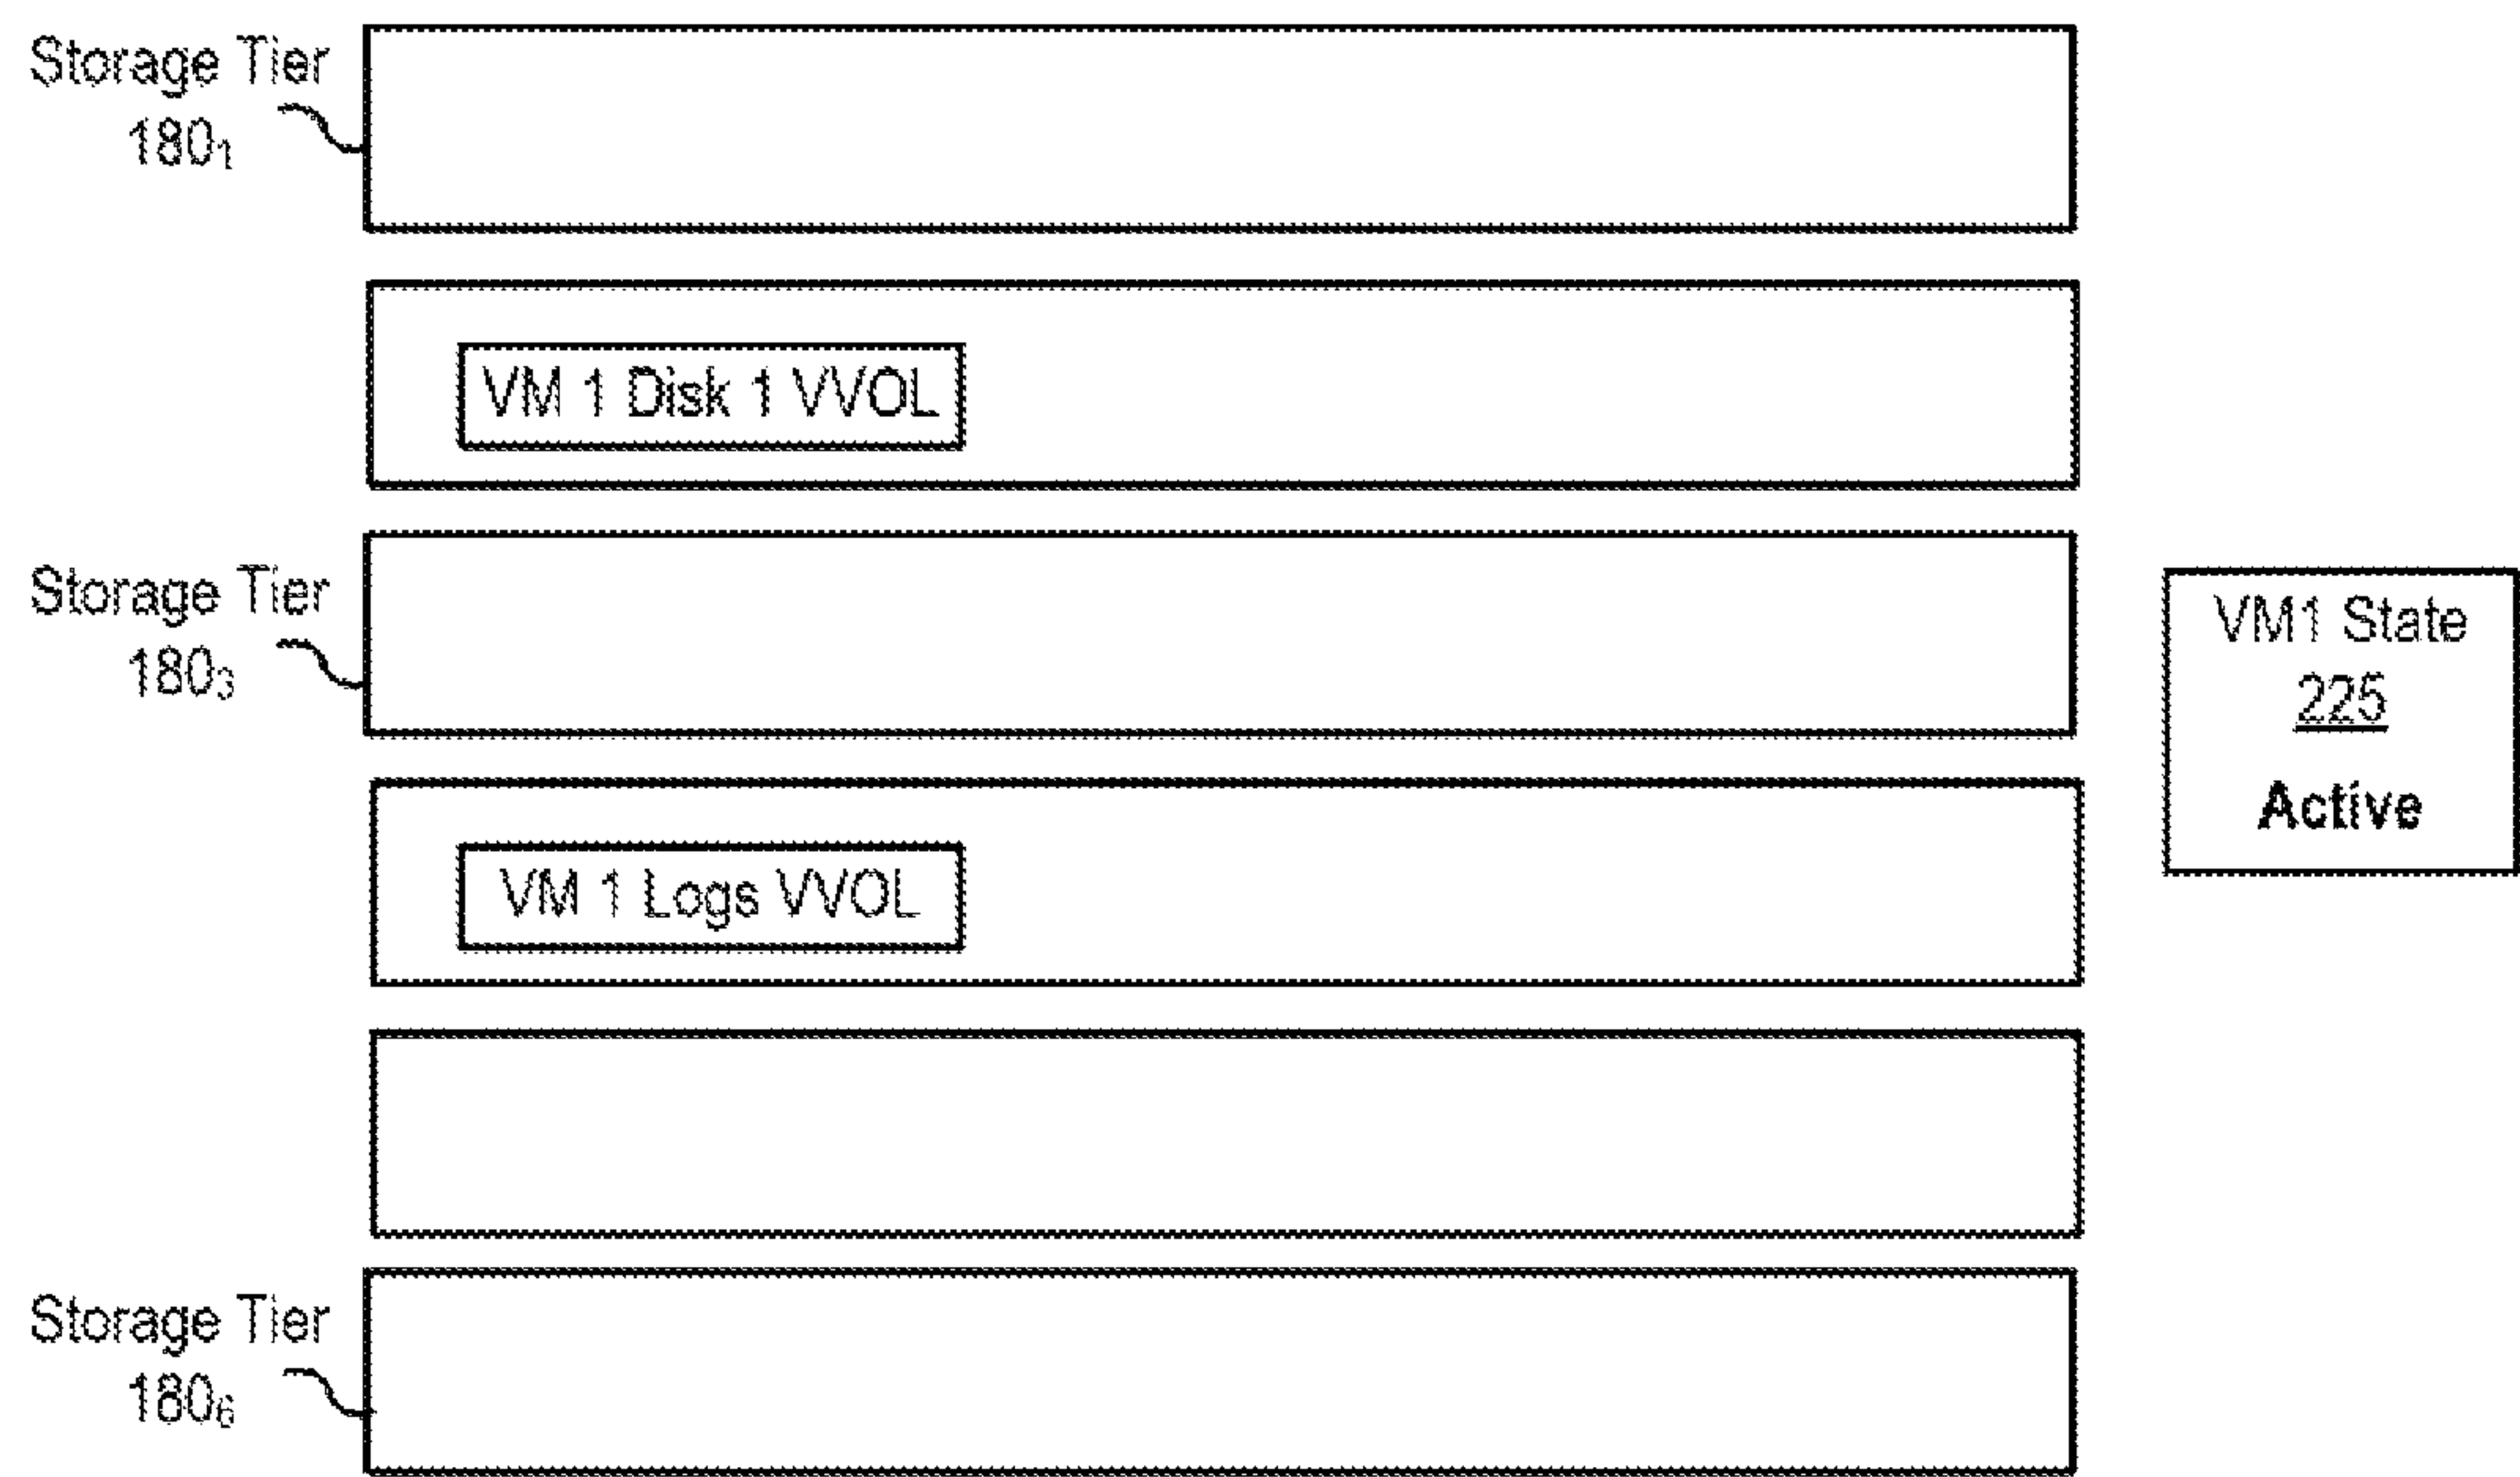 Storage Tier
180₁
VM 1 Disk 1 VVOL
Storage Tier
180₃
VM1 State
225
Active
VM 1 Logs VVOL
Storage Tier
180₆